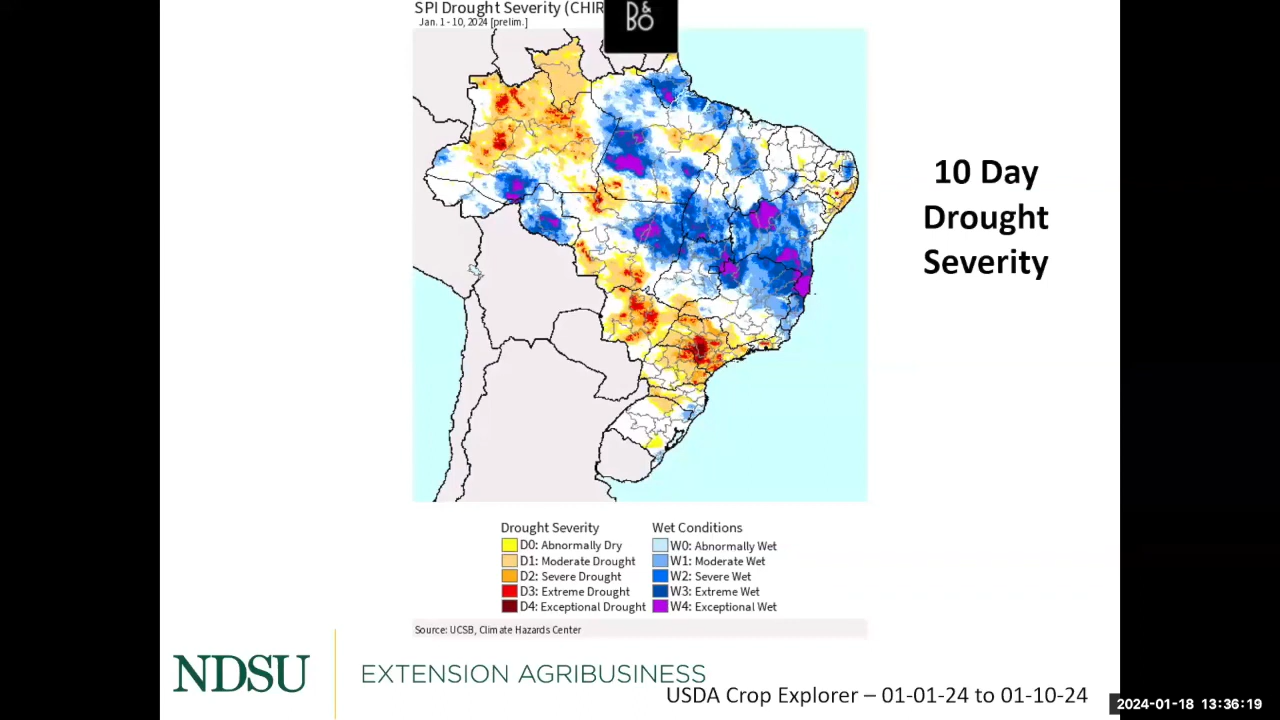 SPI Drought Severity (CHIR
Jan. 1 - 10, 2024 [prelim.]
D&
BO
10 Day
Drought
Severity
Drought Severity
D0: Abnormally Dry
D1: Moderate Drought
D2: Severe Drought
D3: Extreme Drought
D4: Exceptional Drought
Wet Conditions
W0: Abnormally Wet
W1: Moderate Wet
W2: Severe Wet
W3: Extreme Wet
W4: Exceptional Wet
Source: UCSB, Climate Hazards Center
NDSU
EXTENSION AGRIBUSINESS
USDA Crop Explorer – 01-01-24 to 01-10-24
2024-01-18 13:36:19